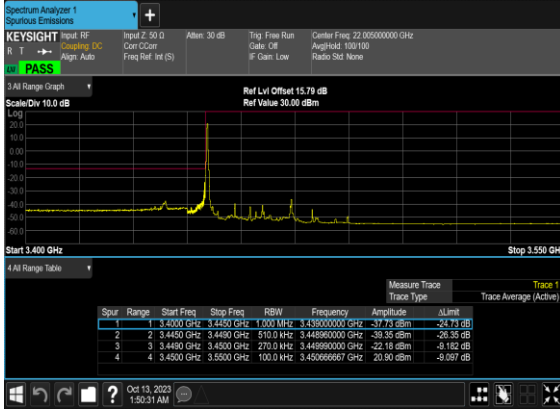 Spectrum Analyzer 1
Spurious Emissions
KEYSIGHT Input: RF Input Z: 50 Ω Atten: 30 dB Trig: Free Run Center Freq: 22.005000000 GHz
R T Coupling: DC Corr CCorr Gate: Off Avg|Hold: 100/100
Align: Auto Freq Ref: Int (S) IF Gain: Low Radio Std: None
PASS
3 All Range Graph
Ref Lvl Offset 15.79 dB
Scale/Div 10.0 dB Ref Value 30.00 dBm
Log
20.0
10.0
0.00
-10.0
-20.0
-30.0
-40.0
-50.0
-60.0
Start 3.400 GHz Stop 3.550 GH
4 All Range Table
Measure Trace Trace 1
Trace Type Trace Average (Active)
Spur Range Start Freq Stop Freq RBW Frequency Amplitude ΔLimit
1 1 3.4000 GHz 3.4450 GHz 1.000 MHz 3.439000000 GHz -37.73 dBm -24.73 dB
2 2 3.4450 GHz 3.4490 GHz 510.0 kHz 3.448960000 GHz -39.35 dBm -26.35 dB
3 3 3.4490 GHz 3.4500 GHz 270.0 kHz 3.449990000 GHz -22.18 dBm -9.182 dB
4 4 3.4500 GHz 3.5500 GHz 100.0 kHz 3.450666667 GHz 20.90 dBm -9.097 dB
Oct 13, 2023
1:50:31 AM